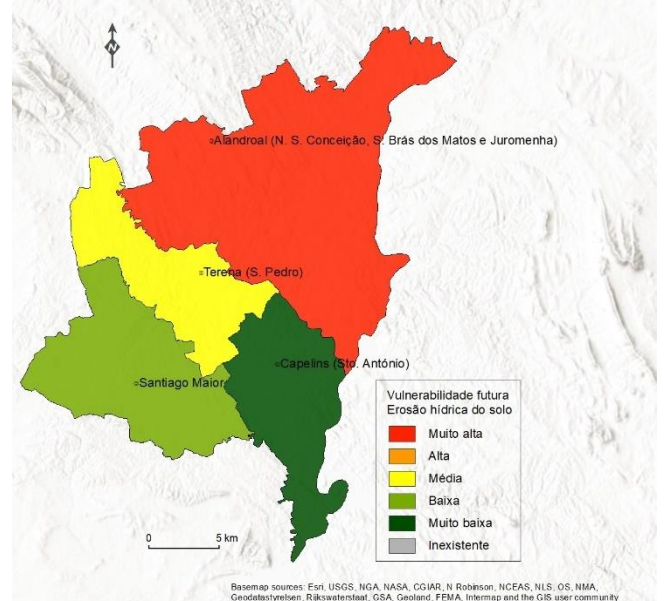 N
Alandroal (N. S. Conceição, S. Brás dos Matos e Juromenha)
Terena (S. Pedro)
Capelins (Sto. António)
Santiago Maior
Vulnerabilidade futura
Erosão hídrica do solo
Muito alta
Alta
Média
Baixa
Muito baixa
Inexistente
0 5 km
Basemap sources: Esri, USGS, NGA, NASA, CGIAR, N Robinson, NCEAS, NLS, OS, NMA,
Geodatastyrelsen, Rijkswaterstaat, GSA, Geoland, FEMA, Intermap and the GIS user community